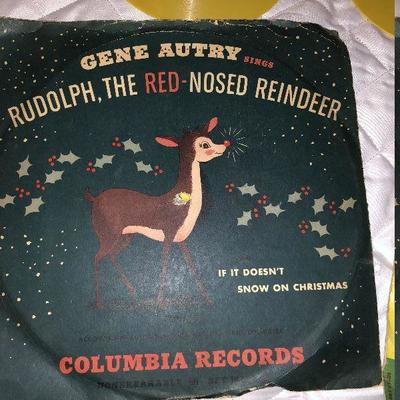 GENE AUTRY SINGS
RUDOLPH, THE RED-NOSED REINDEER
IF IT DOESN'T
SNOW ON CHRISTMAS
COLUMBIA RECORDS